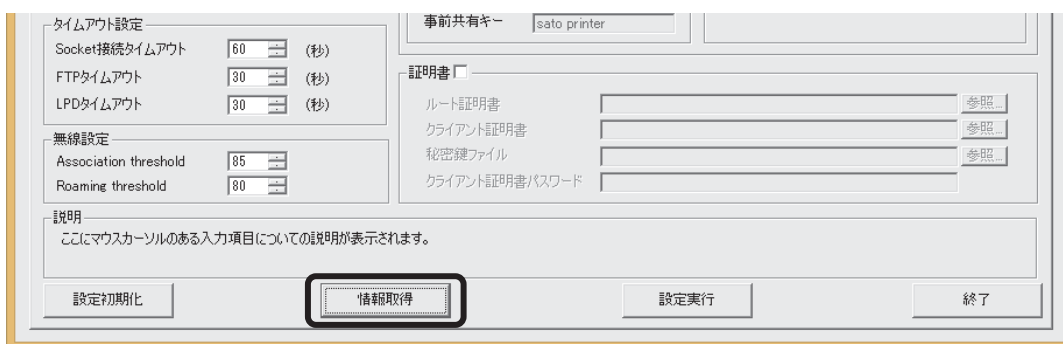 タイムアウト設定
Socket接続タイムアウト 60 (秒)
FTPタイムアウト 30 (秒)
LPDタイムアウト 30 (秒)
無線設定
Association threshold 85
Roaming threshold 80
事前共有キー sato printer
証明書
ルート証明書 参照...
クライアント証明書 参照...
秘密鍵ファイル 参照...
クライアント証明書パスワード
説明
ここにマウスカーソルのある入力項目についての説明が表示されます。
設定初期化 情報取得 設定実行 終了